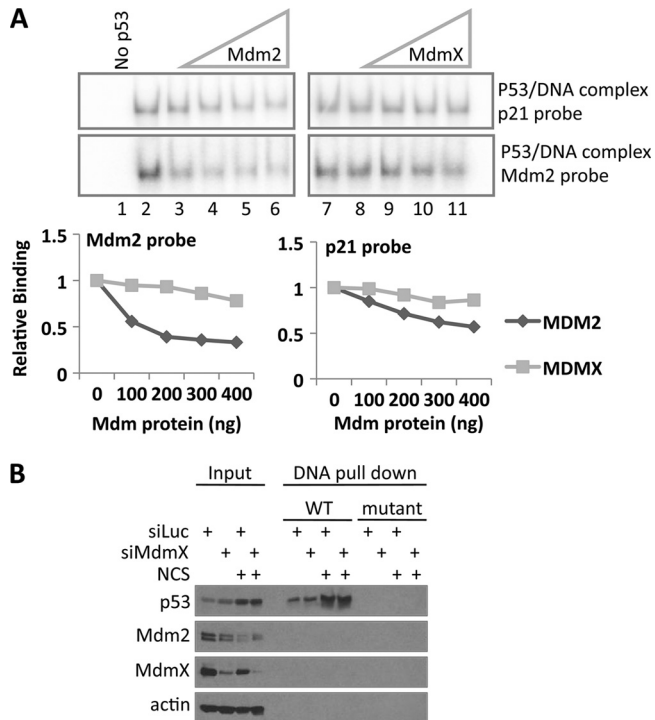 A
No p53
Mdm2
MdmX
P53/DNA complex
p21 probe
P53/DNA complex
Mdm2 probe
1 2 3 4 5 6 7 8 9 10 11
Relative Binding
1.5
1
0.5
0
Mdm2 probe
0 100 200 300 400
Mdm protein (ng)
1.5
1
0.5
0
p21 probe
0 100 200 300 400
Mdm protein (ng)
MDM2
MDMX
B
Input DNA pull down
WT mutant
siLuc + + + + + +
siMdmX + + + + + +
NCS + + + + + +
p53
Mdm2
MdmX
actin